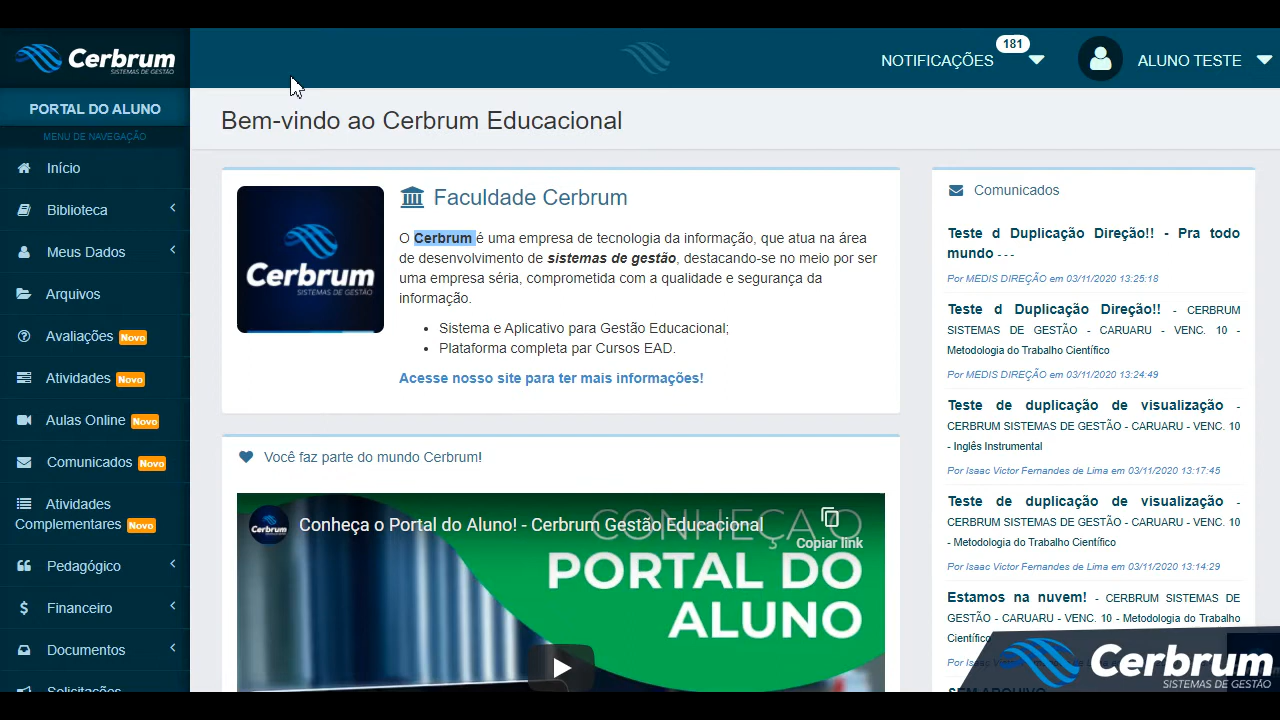 Cerbrum
SISTEMAS DE GESTÃO
NOTIFICAÇÕES
181
ALUNO TESTE
PORTAL DO ALUNO
MENU DE NAVEGAÇÃO
Início
Biblioteca
Meus Dados
Arquivos
Avaliações Novo
Atividades Novo
Aulas Online Novo
Comunicados Novo
Atividades
Complementares Novo
Pedagógico
Financeiro
Documentos
Solicitações
Bem-vindo ao Cerbrum Educacional
Cerbrum
SISTEMAS DE GESTÃO
Faculdade Cerbrum
O Cerbrum é uma empresa de tecnologia da informação, que atua na área
de desenvolvimento de sistemas de gestão, destacando-se no meio por ser
uma empresa séria, comprometida com a qualidade e segurança da
informação.
• Sistema e Aplicativo para Gestão Educacional;
• Plataforma completa par Cursos EAD.
Acesse nosso site para ter mais informações!
Você faz parte do mundo Cerbrum!
Cerbrum
Conheça o Portal do Aluno! - Cerbrum Gestão Educacional
Copiar link
CONHEÇA O
PORTAL DO
ALUNO
Comunicados
Teste d Duplicação Direção!! - Pra todo
mundo - - -
Por MEDIS DIREÇÃO em 03/11/2020 13:25:18
Teste d Duplicação Direção!! - CERBRUM
SISTEMAS DE GESTÃO - CARUARU - VENC. 10 -
Metodologia do Trabalho Científico
Por MEDIS DIREÇÃO em 03/11/2020 13:24:49
Teste de duplicação de visualização -
CERBRUM SISTEMAS DE GESTÃO - CARUARU - VENC. 10
- Inglês Instrumental
Por Isaac Victor Fernandes de Lima em 03/11/2020 13:17:45
Teste de duplicação de visualização -
CERBRUM SISTEMAS DE GESTÃO - CARUARU - VENC. 10
- Metodologia do Trabalho Científico
Por Isaac Victor Fernandes de Lima em 03/11/2020 13:14:29
Estamos na nuvem! - CERBRUM SISTEMAS DE
GESTÃO - CARUARU - VENC. 10 - Metodologia do Trabalho
Científico
Por
SEM ARQUIVO
Cerbrum
SISTEMAS DE GESTÃO